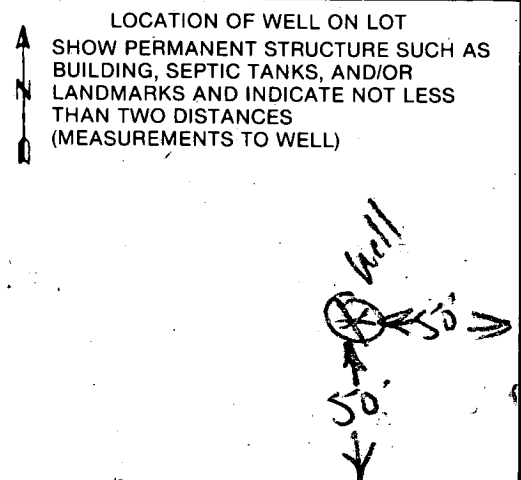 LOCATION OF WELL ON LOT
SHOW PERMANENT STRUCTURE SUCH AS
BUILDING, SEPTIC TANKS, AND/OR
N LANDMARKS AND INDICATE NOT LESS
THAN TWO DISTANCES
(MEASUREMENTS TO WELL)
Well
50'
50'